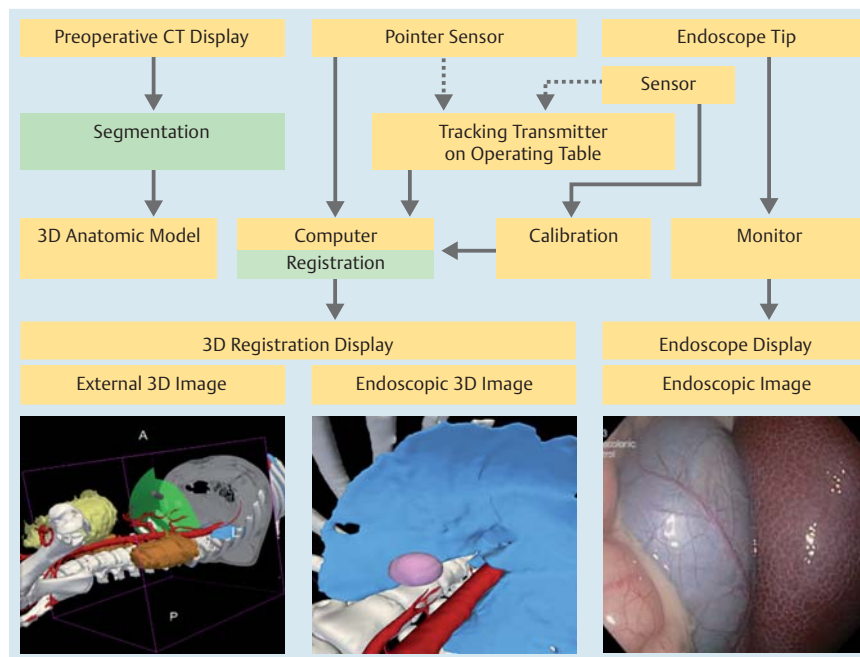 Preoperative CT Display
Pointer Sensor
Endoscope Tip
Sensor
Segmentation
Tracking Transmitter
on Operating Table
3D Anatomic Model
Computer
Registration
Calibration
Monitor
3D Registration Display
Endoscope Display
External 3D Image
Endoscopic 3D Image
Endoscopic Image
A
L
P